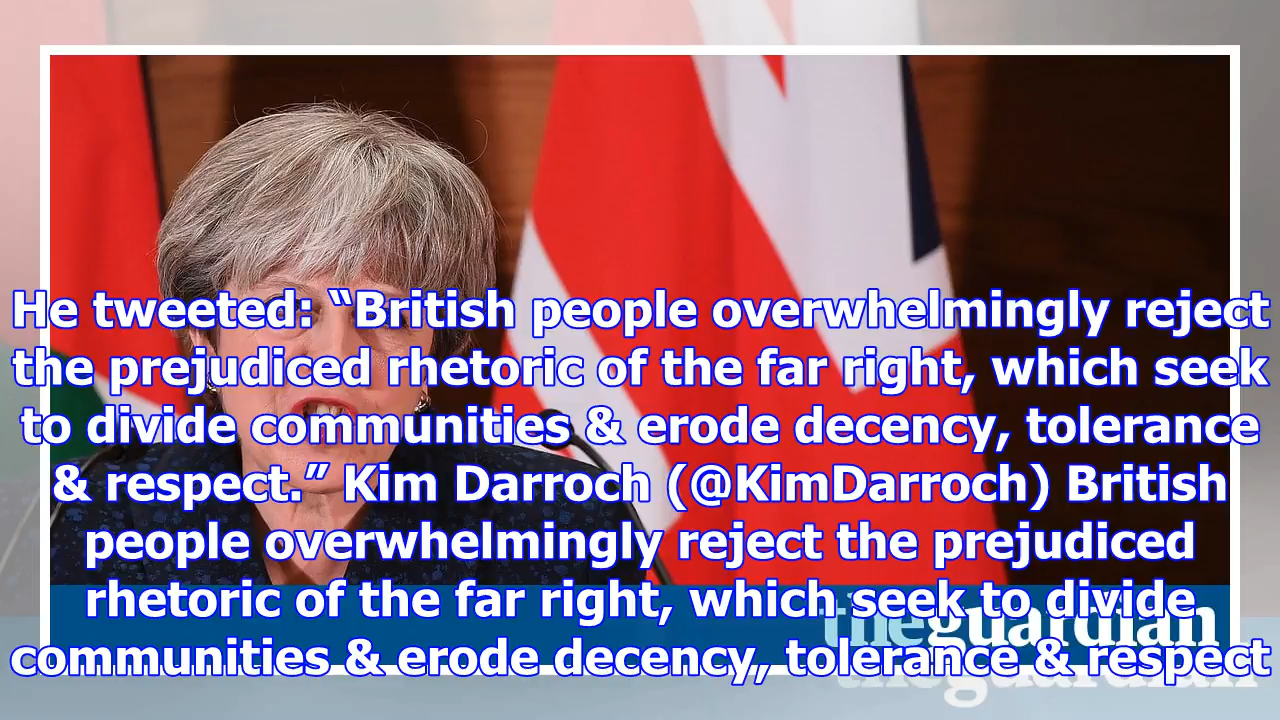 He tweeted: “British people overwhelmingly reject
the prejudiced rhetoric of the far right, which seek
to divide communities & erode decency, tolerance
& respect.” Kim Darroch (@KimDarroch) British
people overwhelmingly reject the prejudiced
rhetoric of the far right, which seek to divide
theguardian
communities & erode decency, tolerance & respect
theguardian